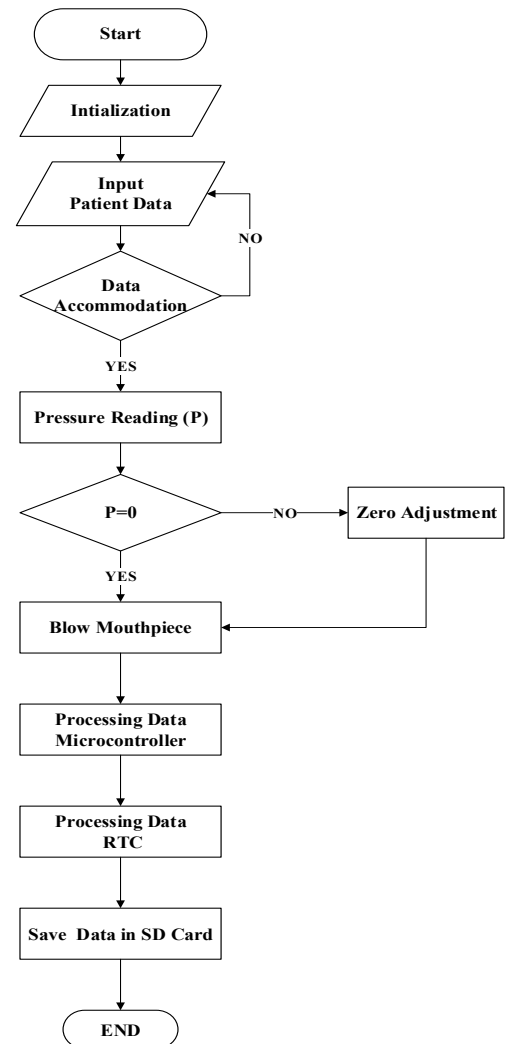 Start
Intialization
Input
Patient Data
NO
Data
Accommodation
YES
Pressure Reading (P)
P=0
NO
Zero Adjustment
YES
Blow Mouthpiece
Processing Data
Microcontroller
Processing Data
RTC
Save Data in SD Card
END